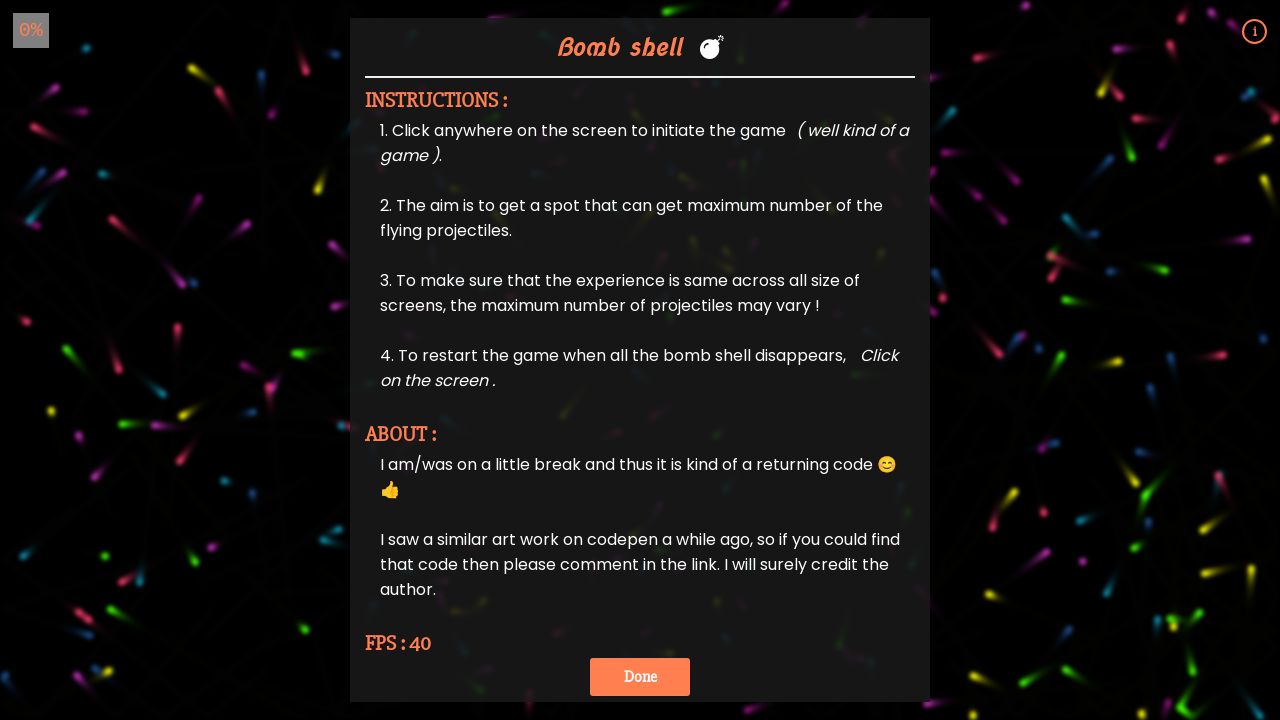 0%
i
Bomb shell 💣
INSTRUCTIONS :
1. Click anywhere on the screen to initiate the game ( well kind of a
game ).
2. The aim is to get a spot that can get maximum number of the
flying projectiles.
3. To make sure that the experience is same across all size of
screens, the maximum number of projectiles may vary !
4. To restart the game when all the bomb shell disappears, Click
on the screen .
ABOUT :
I am/was on a little break and thus it is kind of a returning code 😊
👍
I saw a similar art work on codepen a while ago, so if you could find
that code then please comment in the link. I will surely credit the
author.
FPS : 40
Done